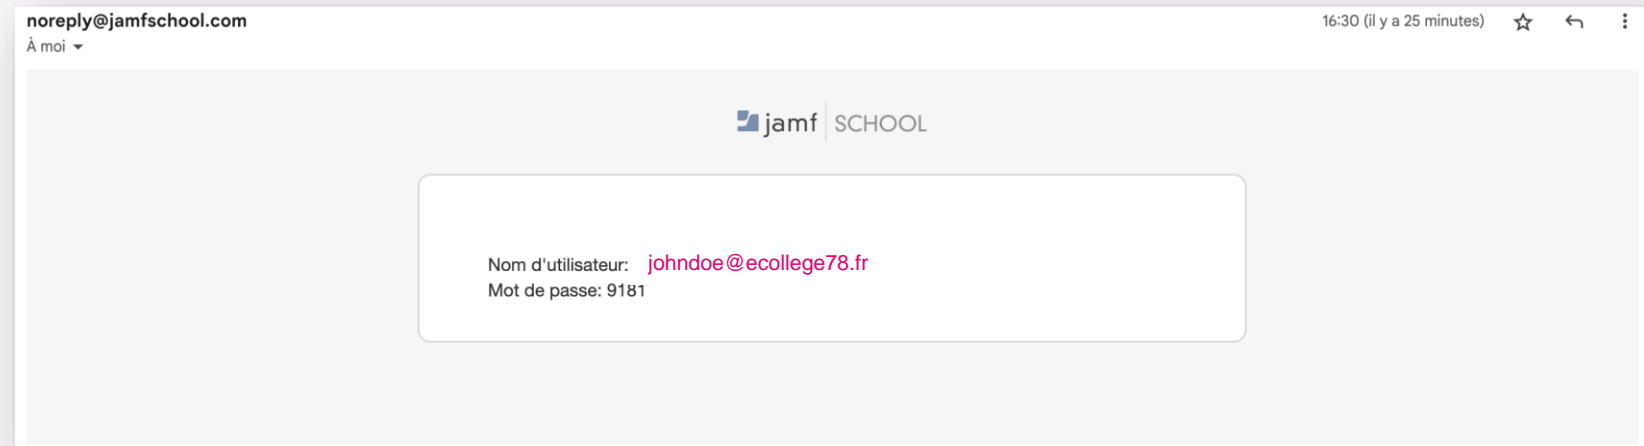 noreply@jamfschool.com
16:30 (il y a 25 minutes)
À moi
jamf SCHOOL
Nom d'utilisateur: johndoe@ecollege78.fr
Mot de passe: 9181